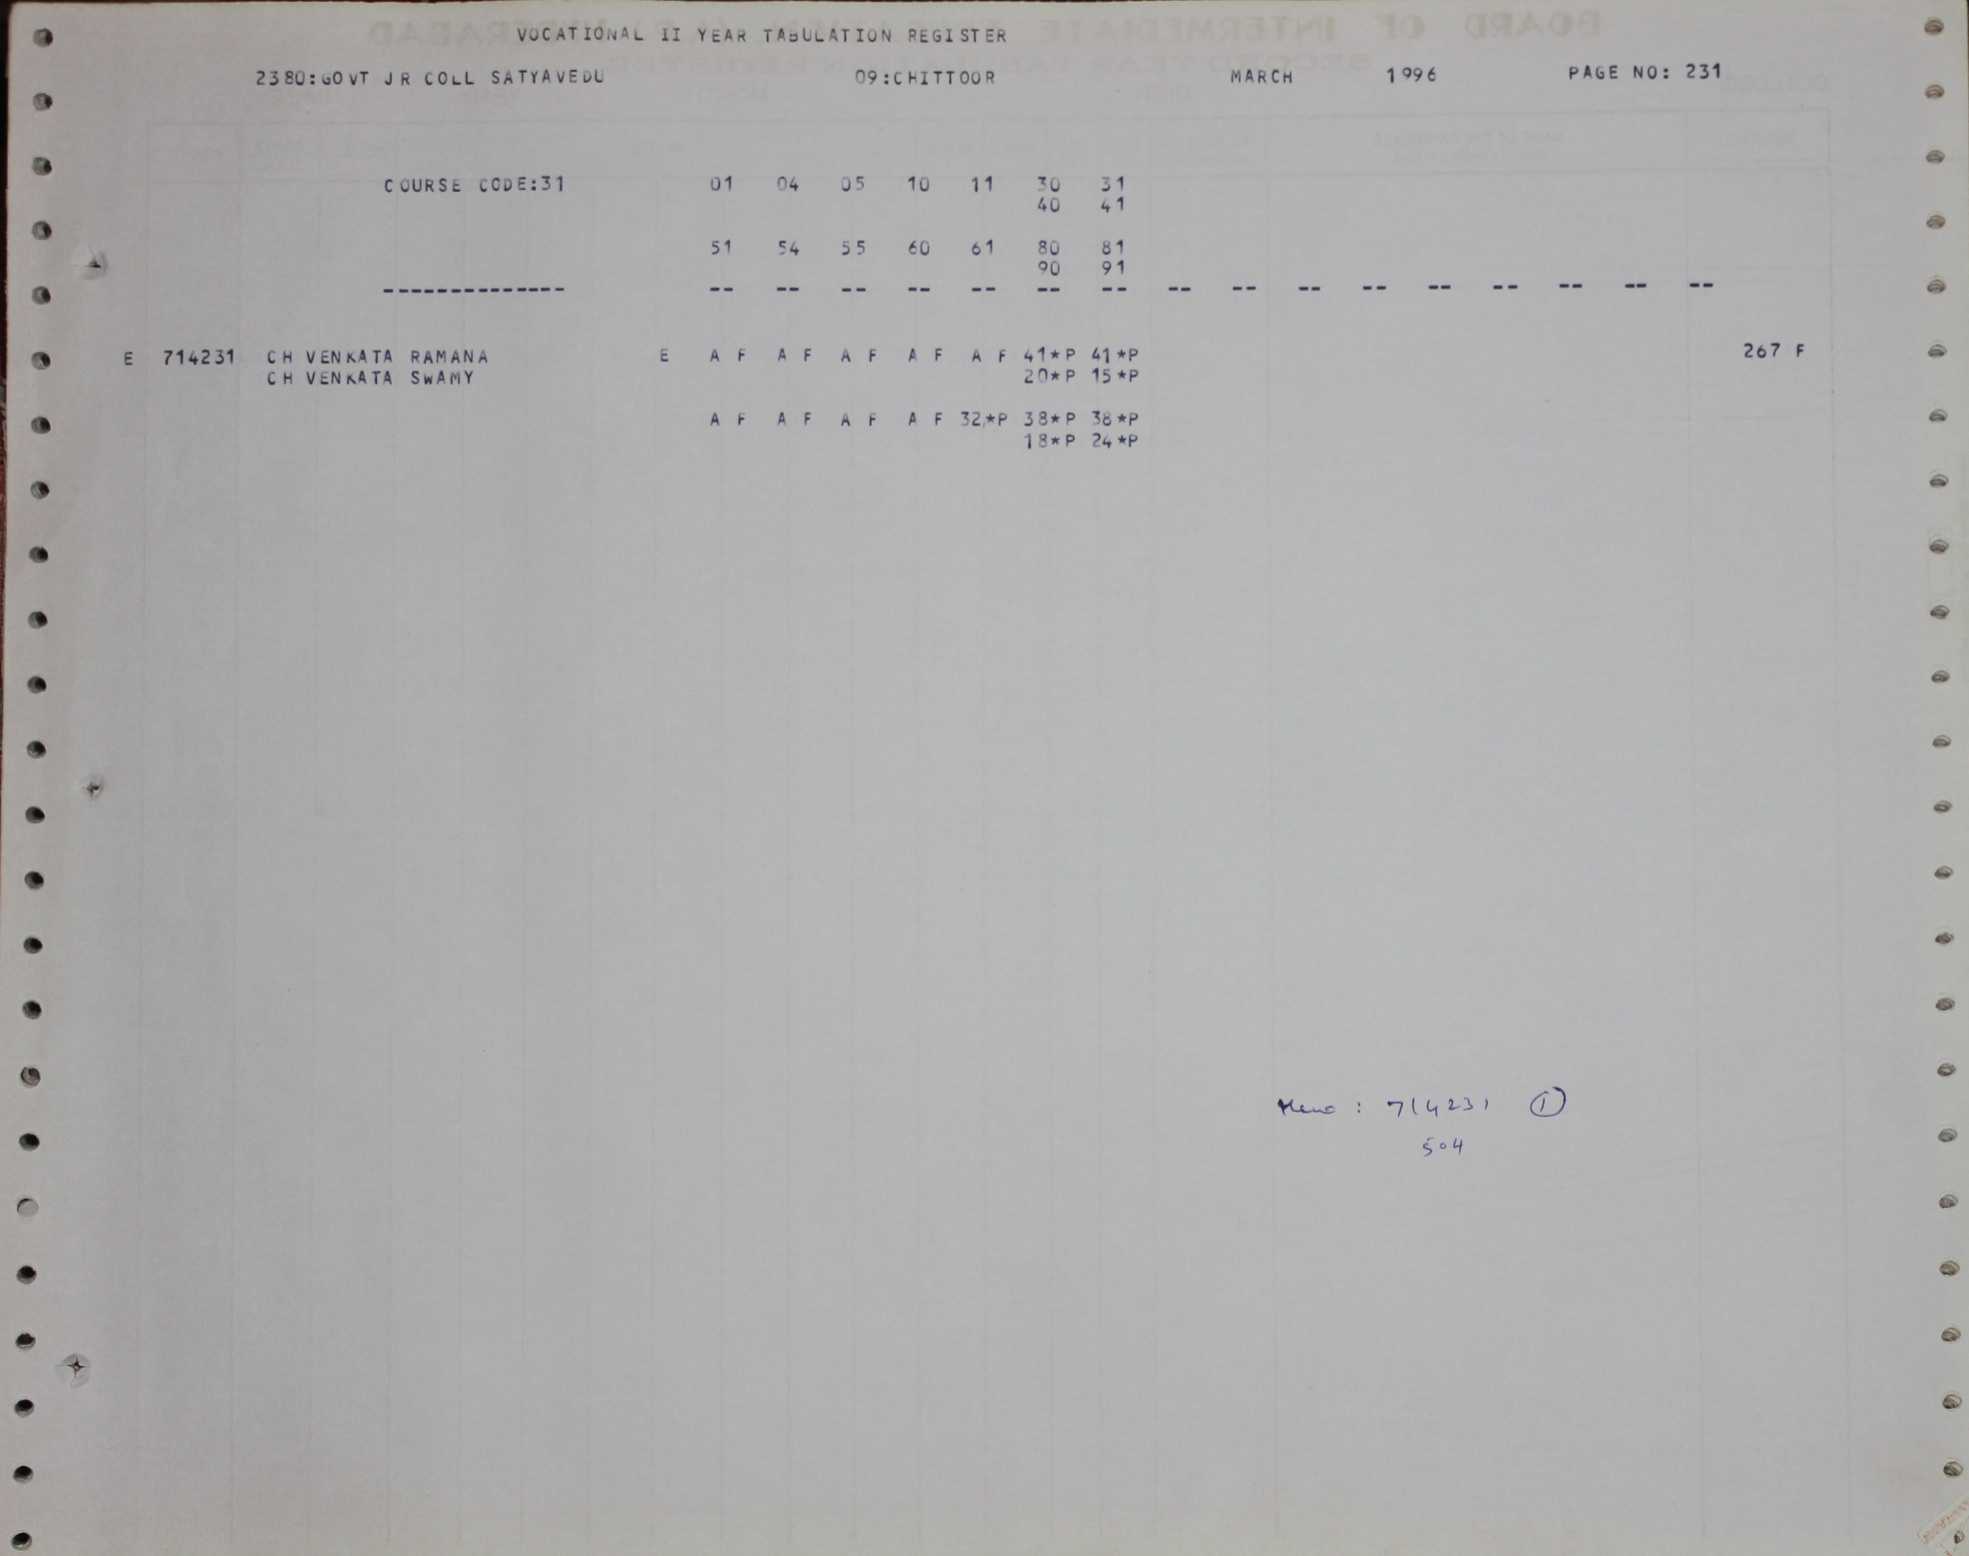 VOCATIONAL II YEAR TABULATION REGISTER
2380:GOVT JR COLL SATYAVEDU 09:CHITTOOR MARCH 1996 PAGE NO: 231
COURSE CODE:31 01 04 05 10 11 30 31
40 41
51 54 55 60 61 80 81
90 91
-------------- -- -- -- -- -- -- -- -- -- -- -- -- -- -- -- --
E 714231 CH VENKATA RAMANA E A F A F A F A F A F 41*P 41*P 267 F
CH VENKATA SWAMY 20*P 15*P
A F A F A F A F 32*P 38*P 38*P
18*P 24*P
: 714231 1
504